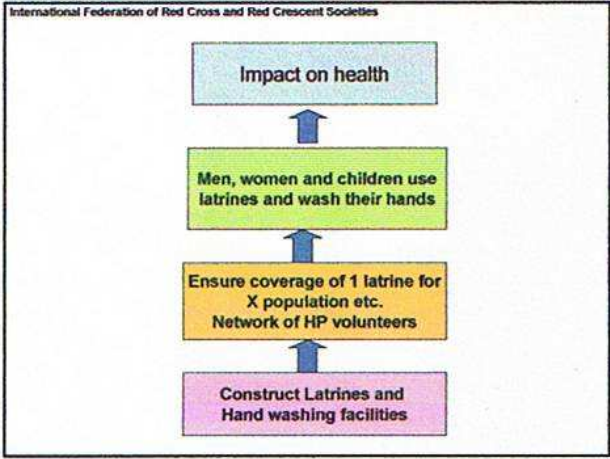 International Federation of Red Cross and Red Crescent Societies
Impact on health
Men, women and children use
latrines and wash their hands
Ensure coverage of 1 latrine for
X population etc.
Network of HP volunteers
Construct Latrines and
Hand washing facilities